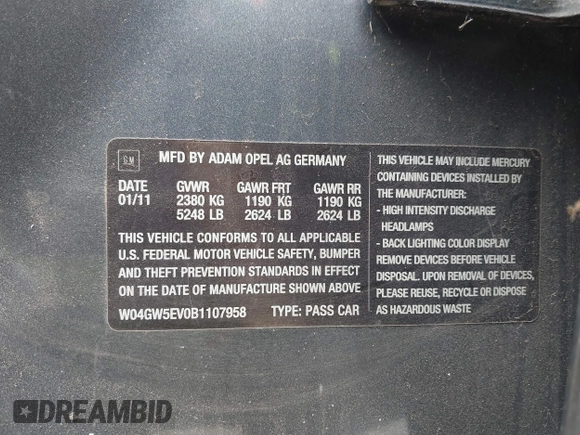 GM
MFD BY ADAM OPEL AG GERMANY
DATE GVWR GAWR FRT GAWR RR
01/11 2380 KG 1190 KG 1190 KG
5248 LB 2624 LB 2624 LB
THIS VEHICLE CONFORMS TO ALL APPLICABLE
U.S. FEDERAL MOTOR VEHICLE SAFETY, BUMPER
AND THEFT PREVENTION STANDARDS IN EFFECT
ON THE DATE OF MANUFACTURE SHOWN ABOVE
W04GW5EV0B1107958 TYPE: PASS CAR
THIS VEHICLE MAY INCLUDE MERCURY
CONTAINING DEVICES INSTALLED BY
THE MANUFACTURER:
- HIGH INTENSITY DISCHARGE
HEADLAMPS
- BACK LIGHTING COLOR DISPLAY
REMOVE DEVICES BEFORE VEHICLE
DISPOSAL. UPON REMOVAL OF DEVICES,
PLEASE REUSE, RECYCLE OR DISPOSE
AS HAZARDOUS WASTE
DREAMBID